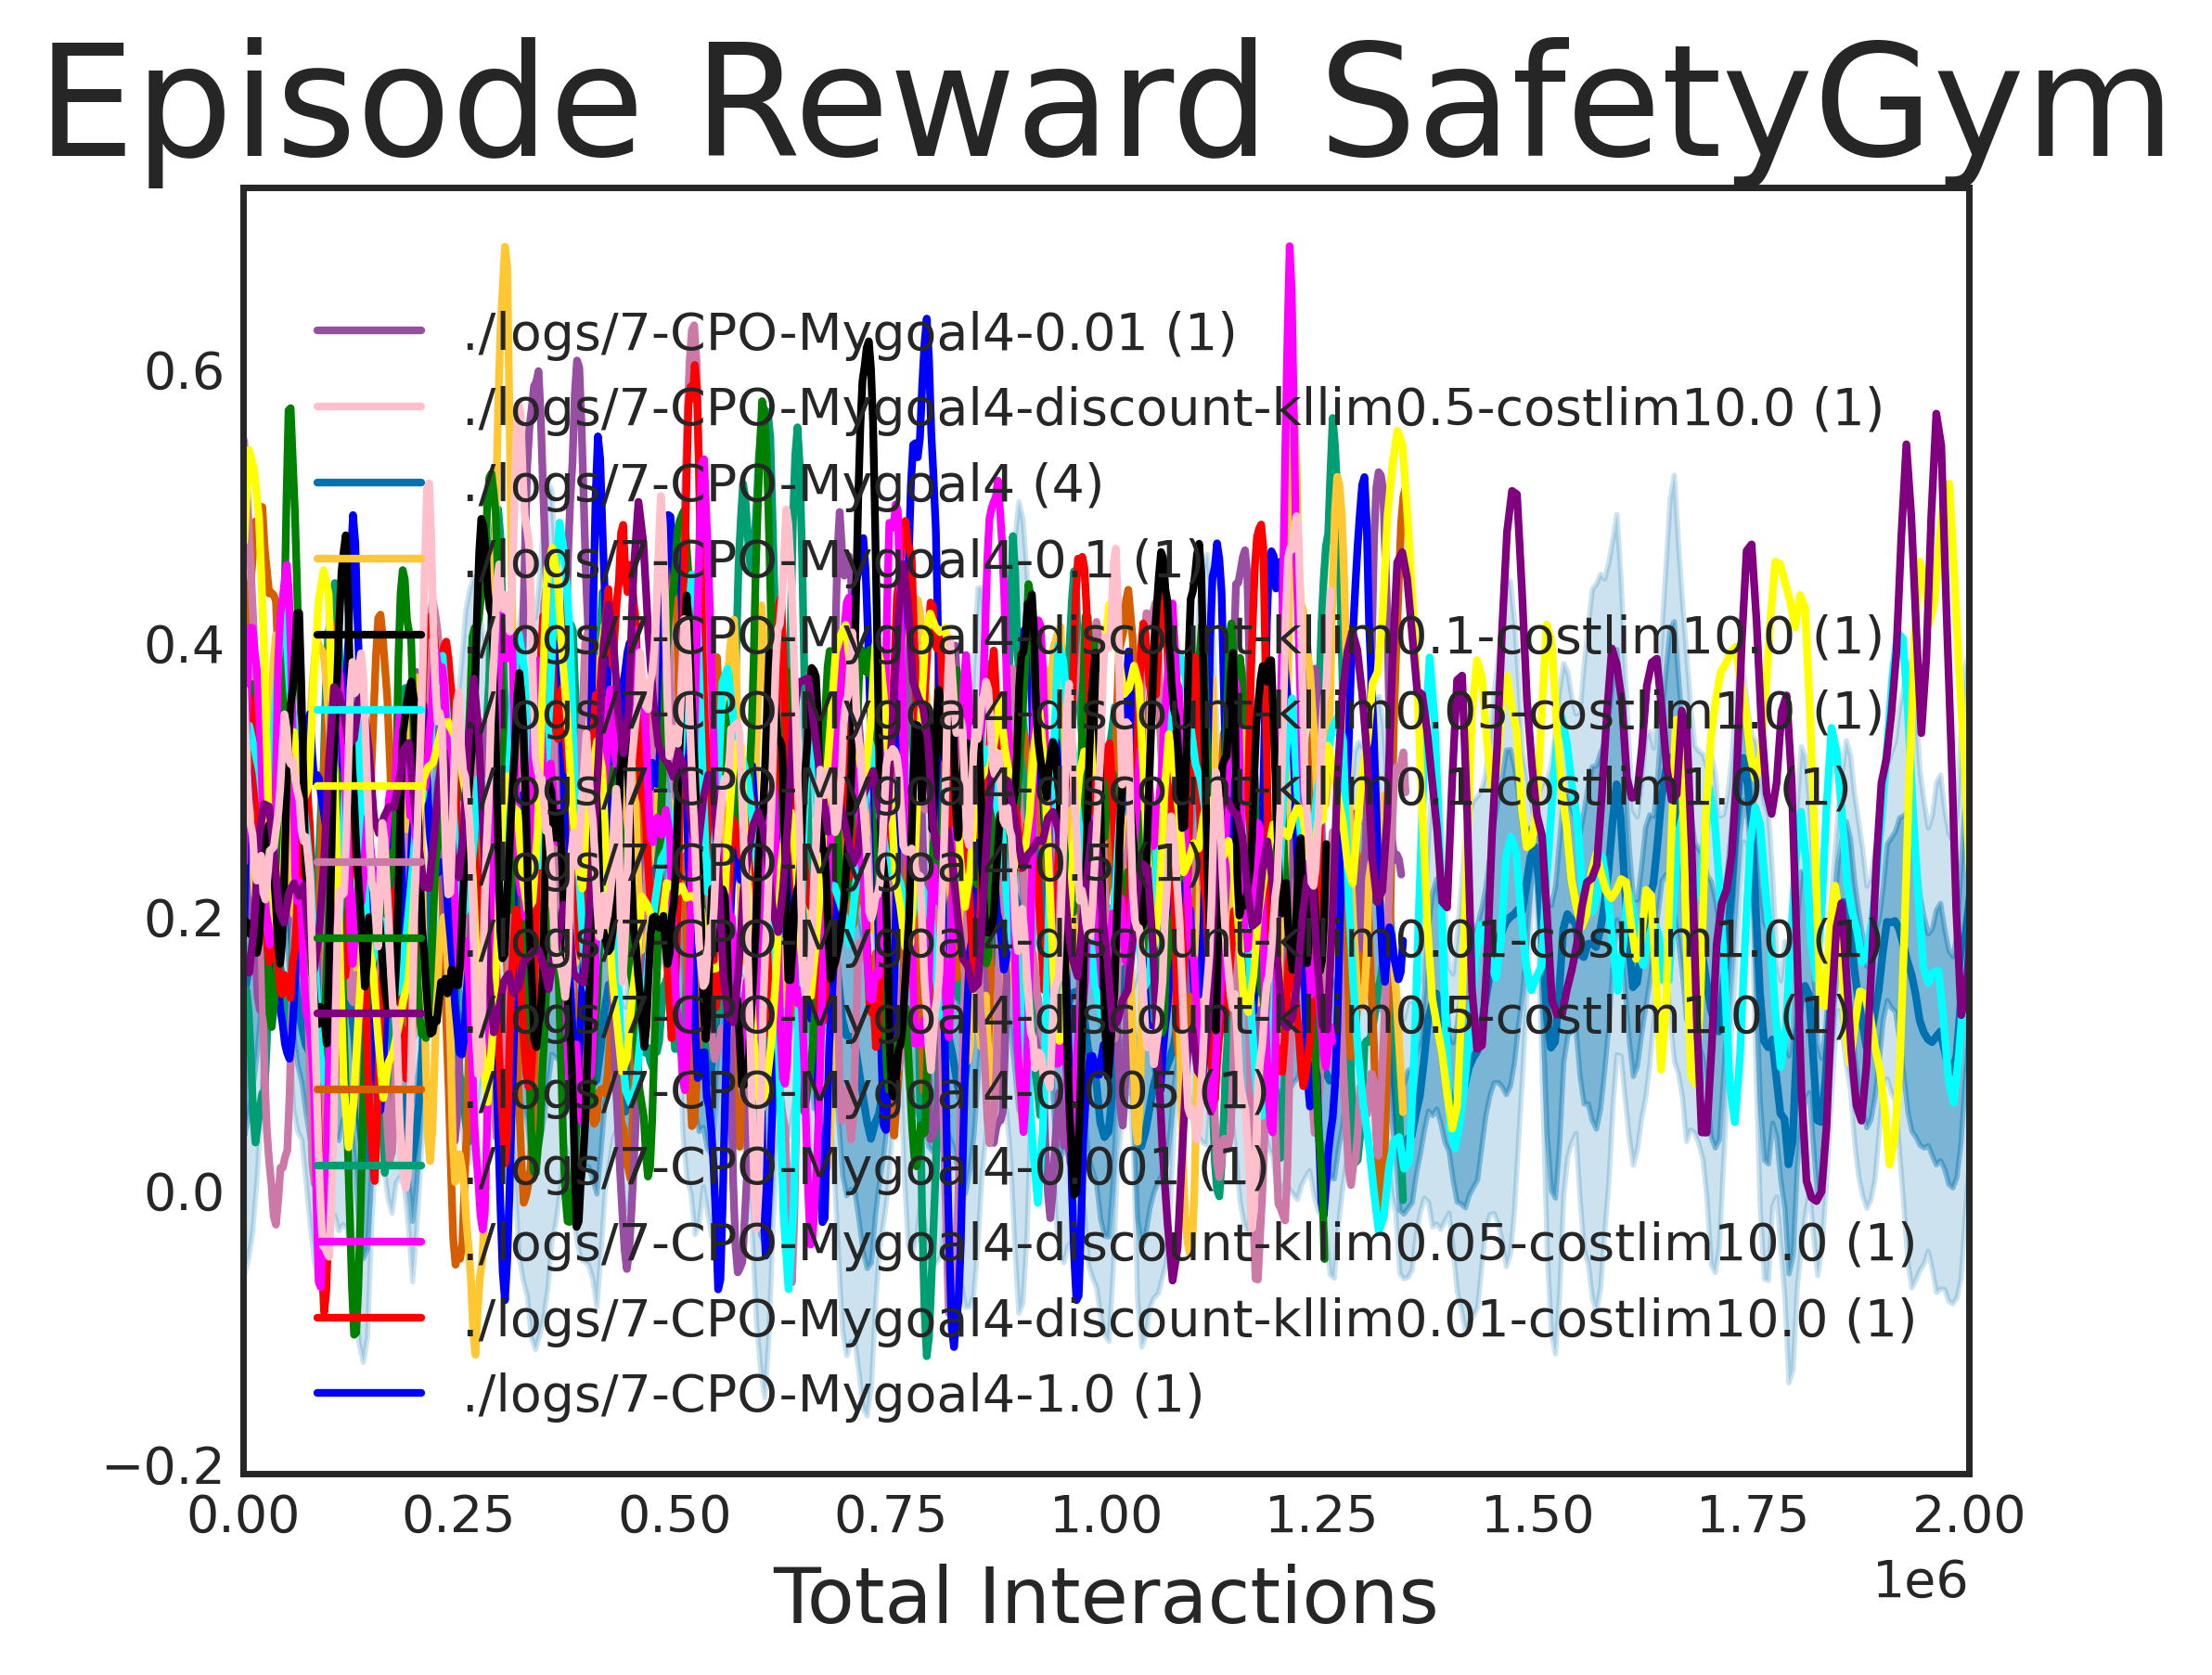 Episode Reward SafetyGym
0.6
0.4
0.2
0.0
−0.2
./logs/7-CPO-Mygoal4-0.01 (1)
./logs/7-CPO-Mygoal4-discount-kllim0.5-costlim10.0 (1)
./logs/7-CPO-Mygoal4 (4)
./logs/7-CPO-Mygoal4-0.1 (1)
./logs/7-CPO-Mygoal4-discount-kllim0.1-costlim10.0 (1)
./logs/7-CPO-Mygoal4-discount-kllim0.05-costlim1.0 (1)
./logs/7-CPO-Mygoal4-discount-kllim0.1-costlim1.0 (1)
./logs/7-CPO-Mygoal4-0.5 (1)
./logs/7-CPO-Mygoal4-discount-kllim0.01-costlim1.0 (1)
./logs/7-CPO-Mygoal4-discount-kllim0.5-costlim1.0 (1)
./logs/7-CPO-Mygoal4-0.005 (1)
./logs/7-CPO-Mygoal4-0.001 (1)
./logs/7-CPO-Mygoal4-discount-kllim0.05-costlim10.0 (1)
./logs/7-CPO-Mygoal4-discount-kllim0.01-costlim10.0 (1)
./logs/7-CPO-Mygoal4-1.0 (1)
0.00 0.25 0.50 0.75 1.00 1.25 1.50 1.75 2.00
1e6
Total Interactions